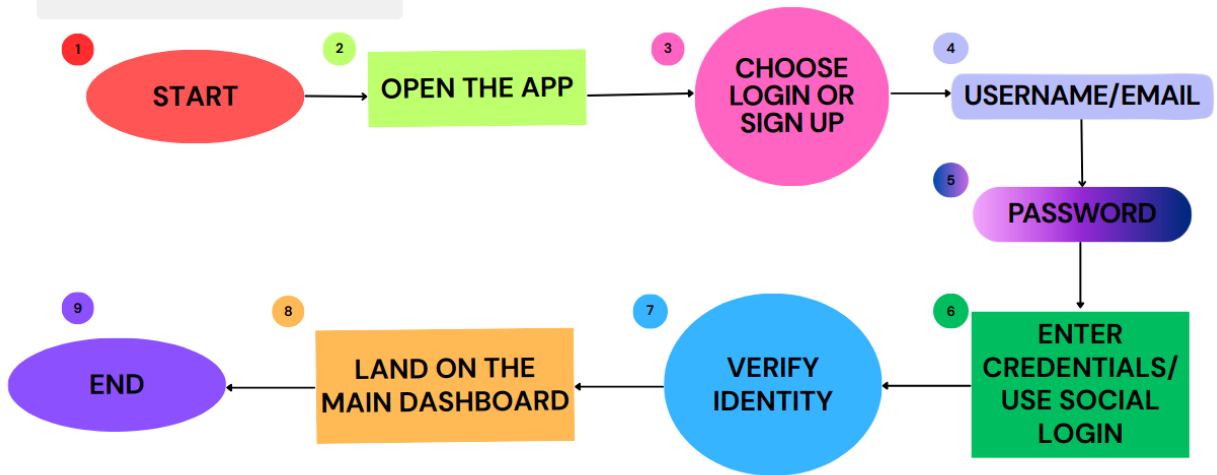 1
START
2
OPEN THE APP
3
CHOOSE
LOGIN OR
SIGN UP
4
USERNAME/EMAIL
5
PASSWORD
6
ENTER
CREDENTIALS/
USE SOCIAL
LOGIN
7
VERIFY
IDENTITY
8
LAND ON THE
MAIN DASHBOARD
9
END